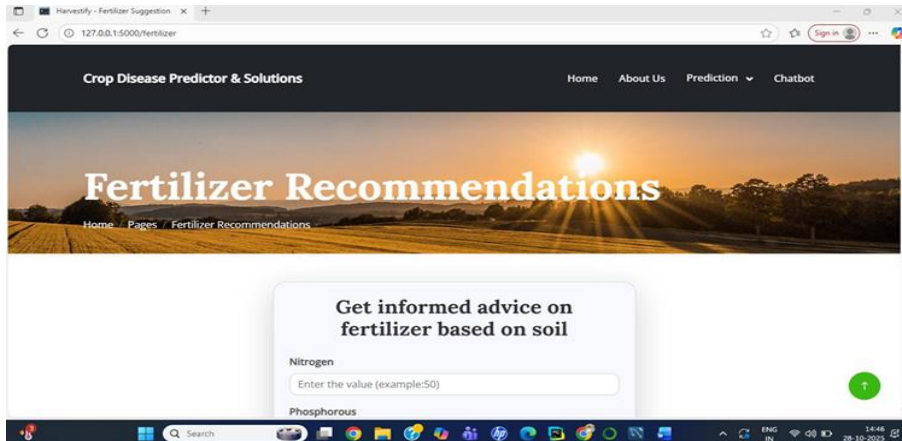 Harvestify - Fertilizer Suggestion
127.0.0.1:5000/fertilizer
Sign in
Crop Disease Predictor & Solutions
Home About Us Prediction Chatbot
Fertilizer Recommendations
Home / Pages / Fertilizer Recommendations
Get informed advice on
fertilizer based on soil
Nitrogen
Enter the value (example:50)
Phosphorous
Search
ENG
IN
14:46
28-10-2025